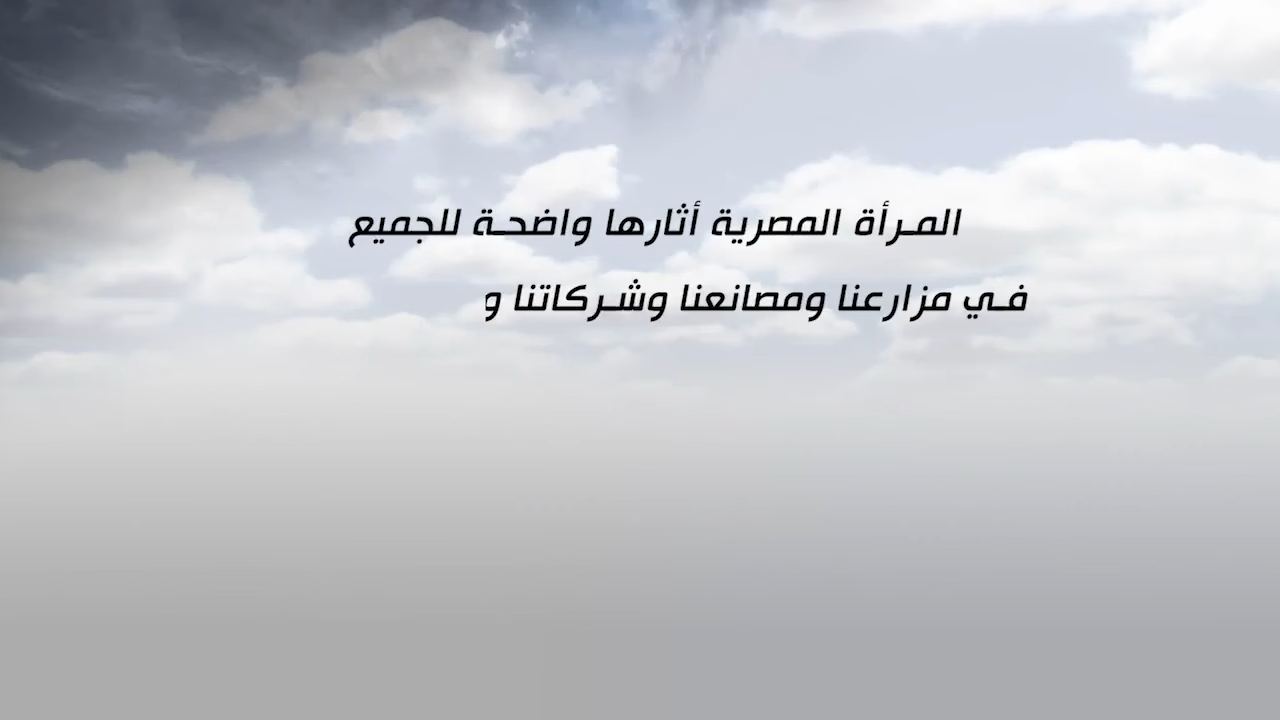 المرأة المصرية أثارها واضحة للجميع
في مزارعنا ومصانعنا وشركاتنا و